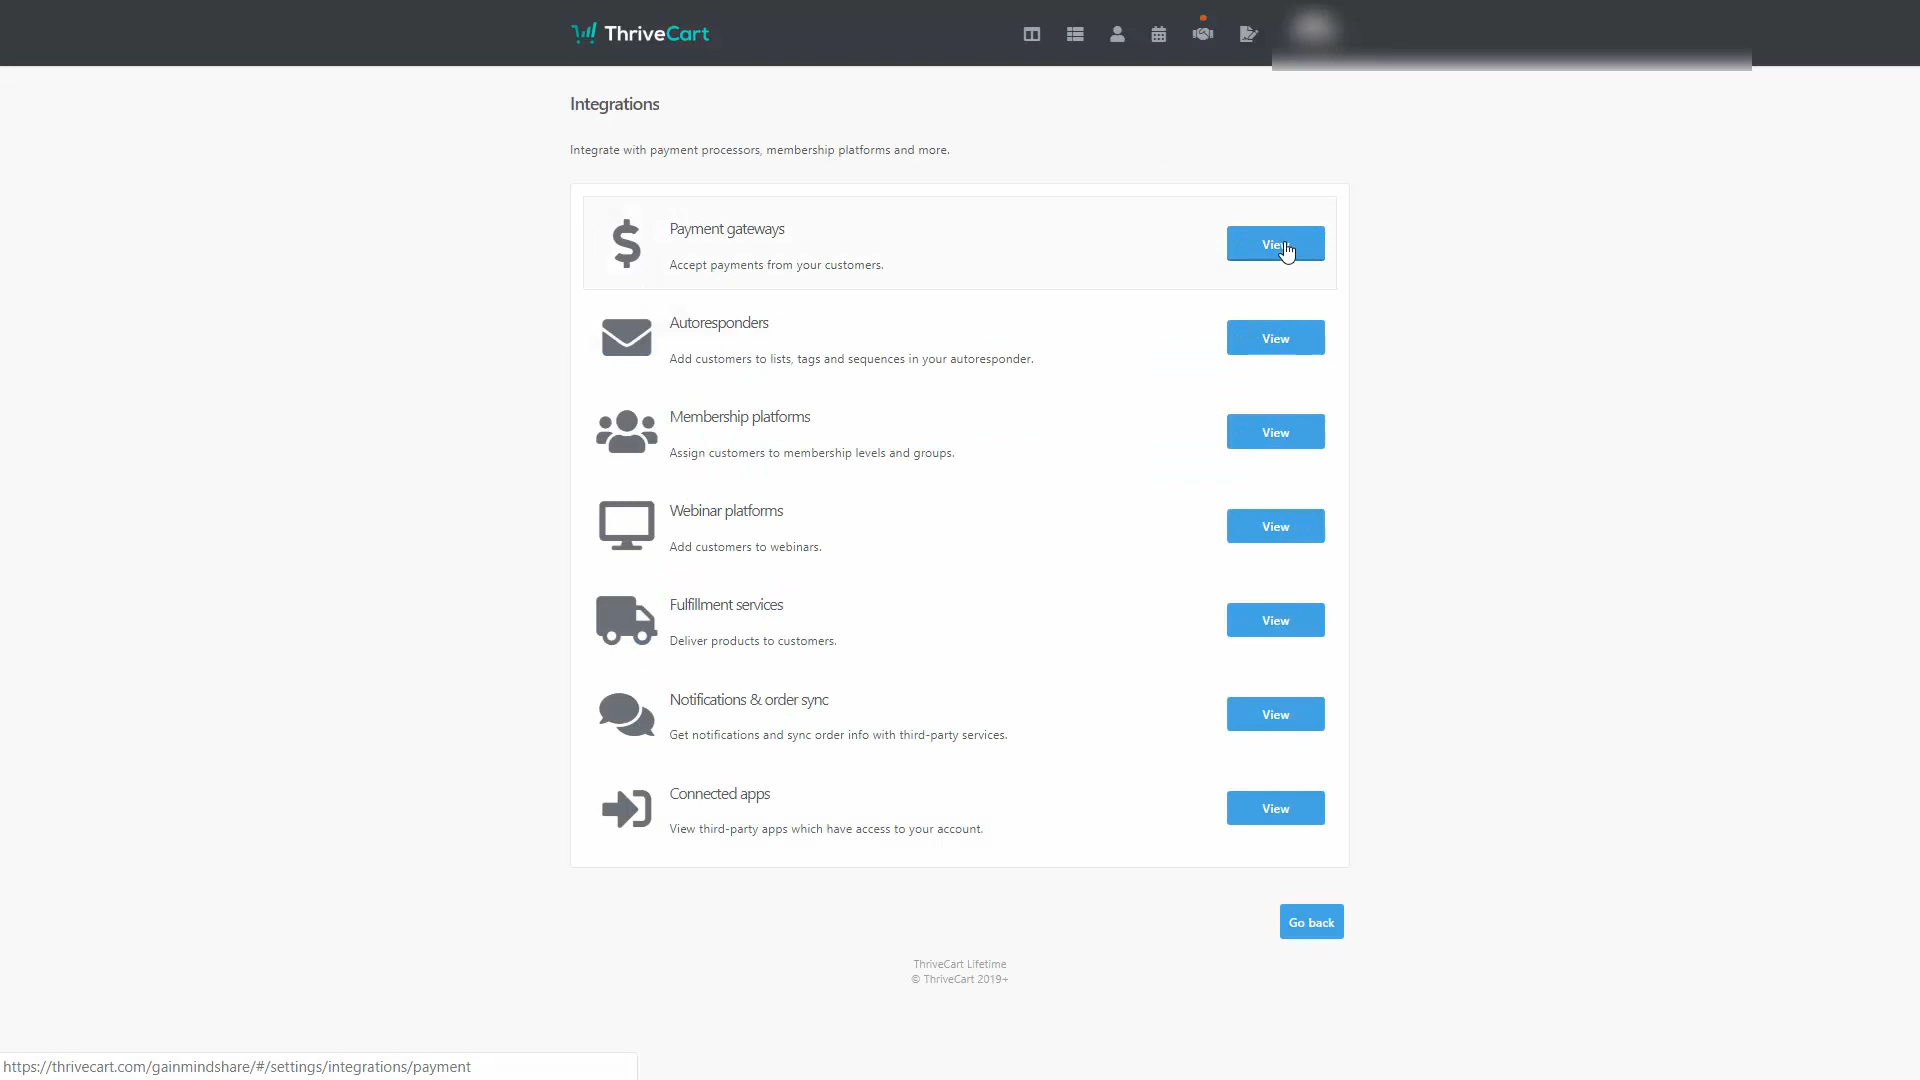 ThriveCart
Integrations
Integrate with payment processors, membership platforms and more.
Payment gateways
View
Accept payments from your customers.
Autoresponders
View
Add customers to lists, tags and sequences in your autoresponder.
Membership platforms
View
Assign customers to membership levels and groups.
Webinar platforms
View
Add customers to webinars.
Fulfillment services
View
Deliver products to customers.
Notifications & order sync
View
Get notifications and sync order info with third-party services.
Connected apps
View
View third-party apps which have access to your account.
Go back
ThriveCart Lifetime
© ThriveCart 2019+
https://thrivecart.com/gainmindshare/#/settings/integrations/payment